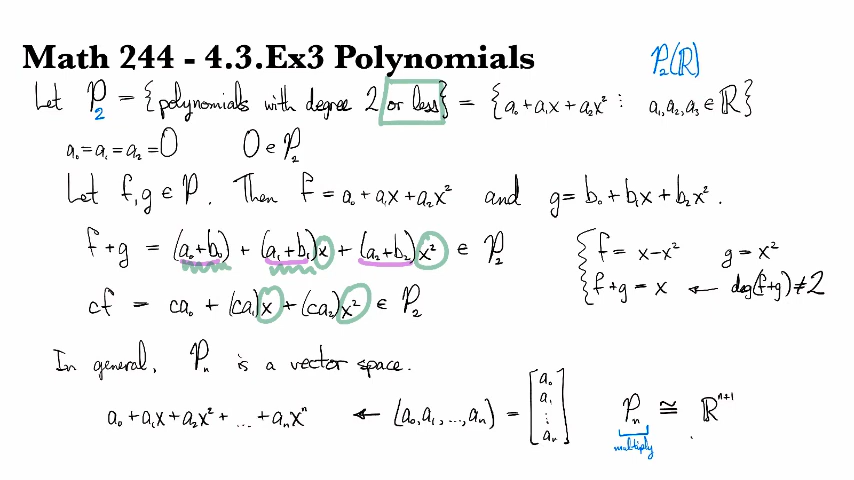 Math 244 - 4.3.Ex3 Polynomials
P₂(ℝ)
Let P₂ = {polynomials with degree 2 or less} = {a₀+a₁x+a₂x² : a₁,a₂,a₃ ∈ ℝ}
a₀=a₁=a₂=0 0 ∈ P₂
Let f,g ∈ P. Then f = a₀+a₁x+a₂x² and g = b₀+b₁x+b₂x².
f+g = (a₀+b₀) + (a₁+b₁)x + (a₂+b₂)x² ∈ P₂
f = x-x² g = x²
f+g = x ← deg(f+g)≠2
cf = ca₀ + (ca₁)x + (ca₂)x² ∈ P₂
In general, Pₙ is a vector space.
a₀+a₁x+a₂x²+ ... +aₙxⁿ ← (a₀,a₁,...,aₙ) = [a₀ a₁ ⋮ aₙ] Pₙ ≅ ℝⁿ⁺¹
multiply